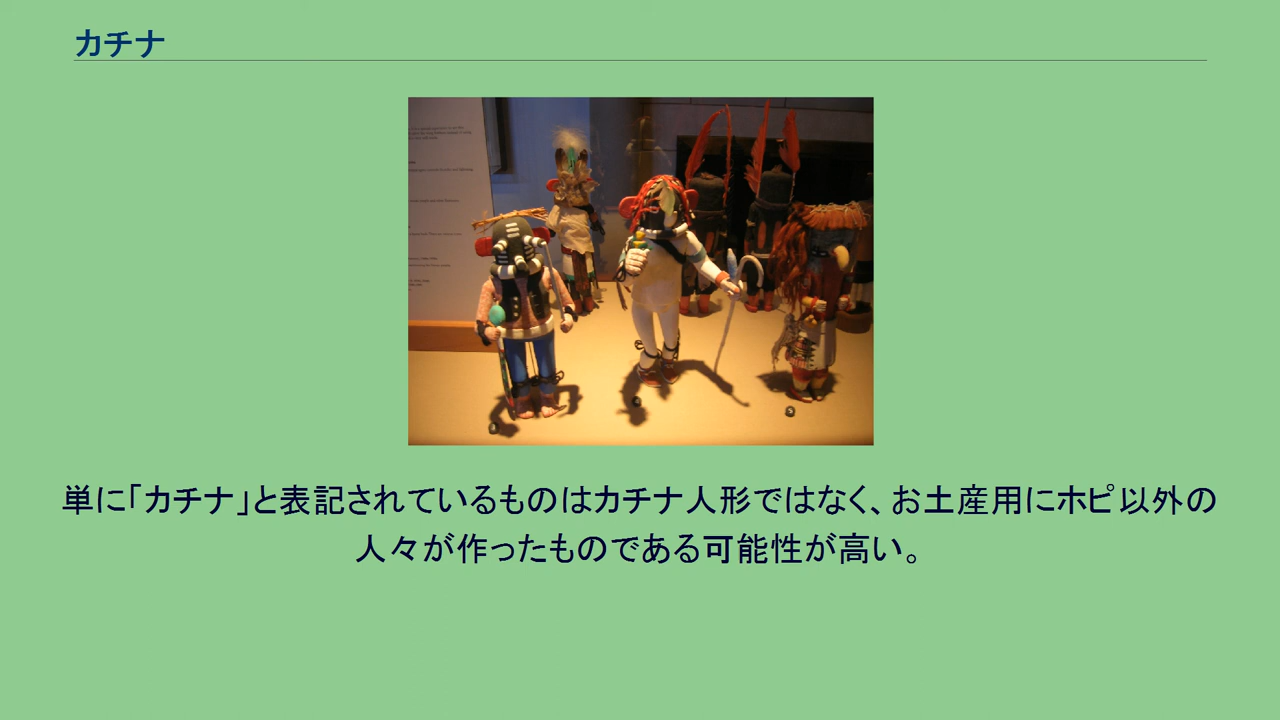 カチナ
単に「カチナ」と表記されているものはカチナ人形ではなく、お土産用にホピ以外の
人々が作ったものである可能性が高い。